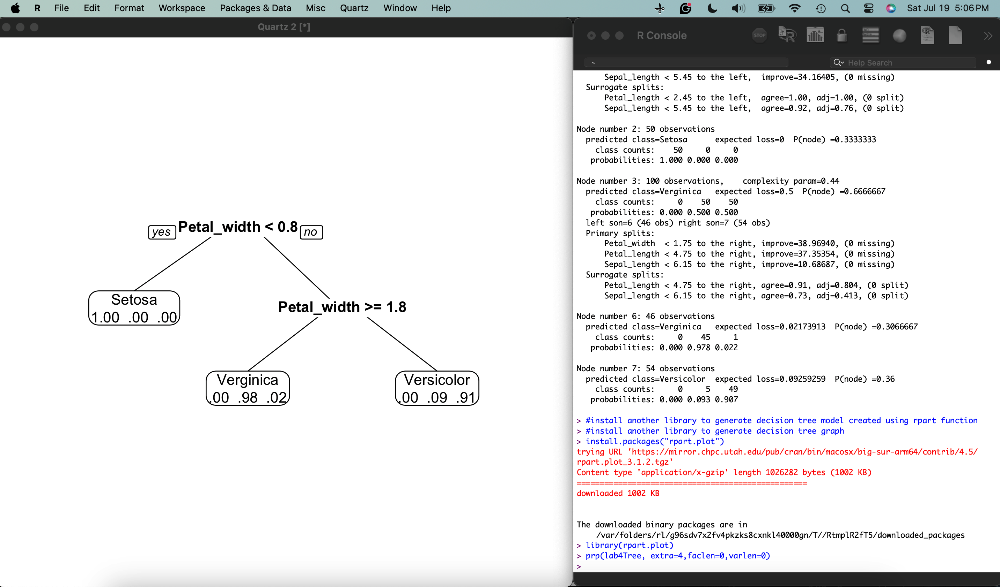 R File Edit Format Workspace Packages & Data Misc Quartz Window Help Sat Jul 19 5:06 PM
Quartz 2 [*]
yes Petal_width < 0.8 no
Setosa
1.00 .00 .00
Petal_width >= 1.8
Verginica
.00 .98 .02
Versicolor
.00 .09 .91
R Console
STOP
~
Help Search
Sepal_length < 5.45 to the left, improve=34.16405, (0 missing)
Surrogate splits:
Petal_length < 2.45 to the left, agree=1.00, adj=1.00, (0 split)
Sepal_length < 5.45 to the left, agree=0.92, adj=0.76, (0 split)
Node number 2: 50 observations
predicted class=Setosa expected loss=0 P(node) =0.3333333
class counts: 50 0 0
probabilities: 1.000 0.000 0.000
Node number 3: 100 observations, complexity param=0.44
predicted class=Verginica expected loss=0.5 P(node) =0.6666667
class counts: 0 50 50
probabilities: 0.000 0.500 0.500
left son=6 (46 obs) right son=7 (54 obs)
Primary splits:
Petal_width < 1.75 to the right, improve=38.96940, (0 missing)
Petal_length < 4.75 to the right, improve=37.35354, (0 missing)
Sepal_length < 6.15 to the right, improve=10.68687, (0 missing)
Surrogate splits:
Petal_length < 4.75 to the right, agree=0.91, adj=0.804, (0 split)
Sepal_length < 6.15 to the right, agree=0.73, adj=0.413, (0 split)
Node number 6: 46 observations
predicted class=Verginica expected loss=0.02173913 P(node) =0.3066667
class counts: 0 45 1
probabilities: 0.000 0.978 0.022
Node number 7: 54 observations
predicted class=Versicolor expected loss=0.09259259 P(node) =0.36
class counts: 0 5 49
probabilities: 0.000 0.093 0.907
> #install another library to generate decision tree model created using rpart function
> #install another library to generate decision tree graph
> install.packages("rpart.plot")
trying URL 'https://mirror.chpc.utah.edu/pub/cran/bin/macosx/big-sur-arm64/contrib/4.5/
rpart.plot_3.1.2.tgz'
Content type 'application/x-gzip' length 1026282 bytes (1002 KB)
==================================================
downloaded 1002 KB
The downloaded binary packages are in
/var/folders/rl/g96sdv7x2fv4pkzks8cxnkl40000gn/T//RtmplR2fT5/downloaded_packages
> library(rpart.plot)
> prp(lab4Tree, extra=4,faclen=0,varlen=0)
>